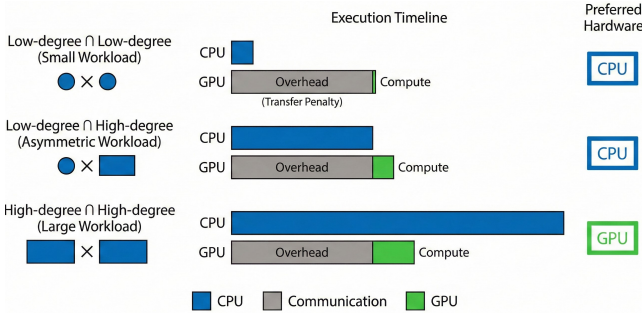 Execution Timeline
Preferred
Hardware
Low-degree ∩ Low-degree
(Small Workload)
×
CPU
GPU
Overhead
Compute
(Transfer Penalty)
CPU
Low-degree ∩ High-degree
(Asymmetric Workload)
×
CPU
GPU
Overhead
Compute
CPU
High-degree ∩ High-degree
(Large Workload)
×
CPU
GPU
Overhead
Compute
GPU
CPU
Communication
GPU